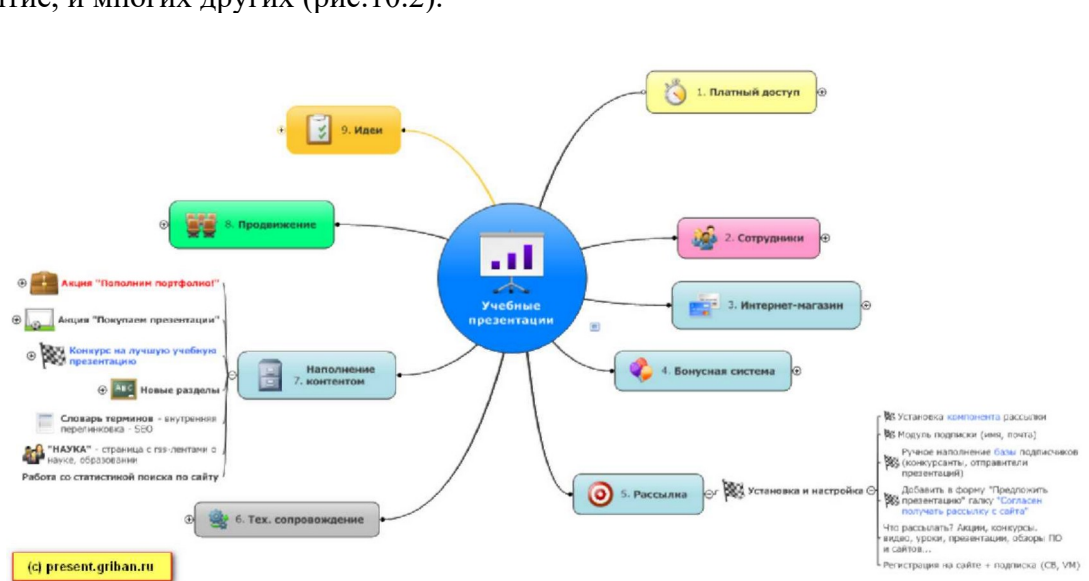 и многих других (рис.10.2).
1. Платный доступ
9. Идеи
8. Продвижение
2. Сотрудники
Учебные
презентации
3. Интернет-магазин
4. Бонусная система
Наполнение
7. контентом
Акция "Пополним портфолио!"
Акция "Покупаем презентации"
Конкурс на лучшую учебную
презентацию
Новые разделы
Словарь терминов - внутренняя
перелинковка - SEO
"НАУКА" - страница с rss-лентами о
науке, образовании
Работа со статистикой поиска по сайту
5. Рассылка
Установка и настройка
Установка компонента рассылки
Модуль подписки (имя, почта)
Ручное наполнение базы подписчиков
(конкурсанты, отправители
презентаций)
Добавить в форму "Предложить
презентацию" галку "Согласен
получать рассылку с сайта"
Что рассылать? Акции, конкурсы,
видео, уроки, презентации, обзоры ПО
и сайтов...
Регистрация на сайте + подписка (CB, VM)
6. Тех. сопровождение
(c) present.griban.ru